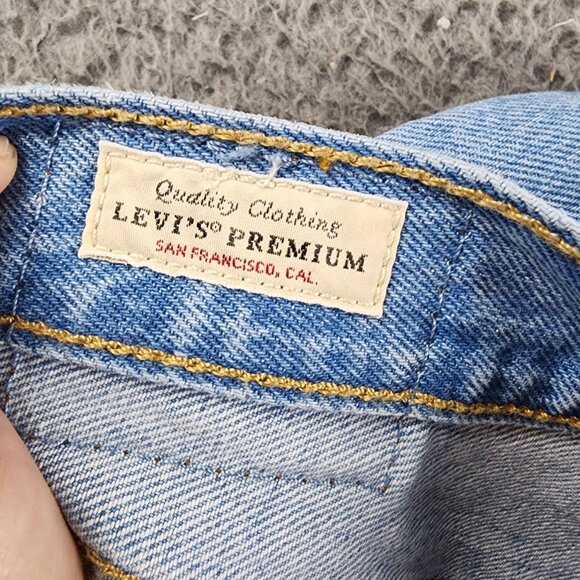 Quality Clothing
LEVI'S® PREMIUM
SAN FRANCISCO, CAL.